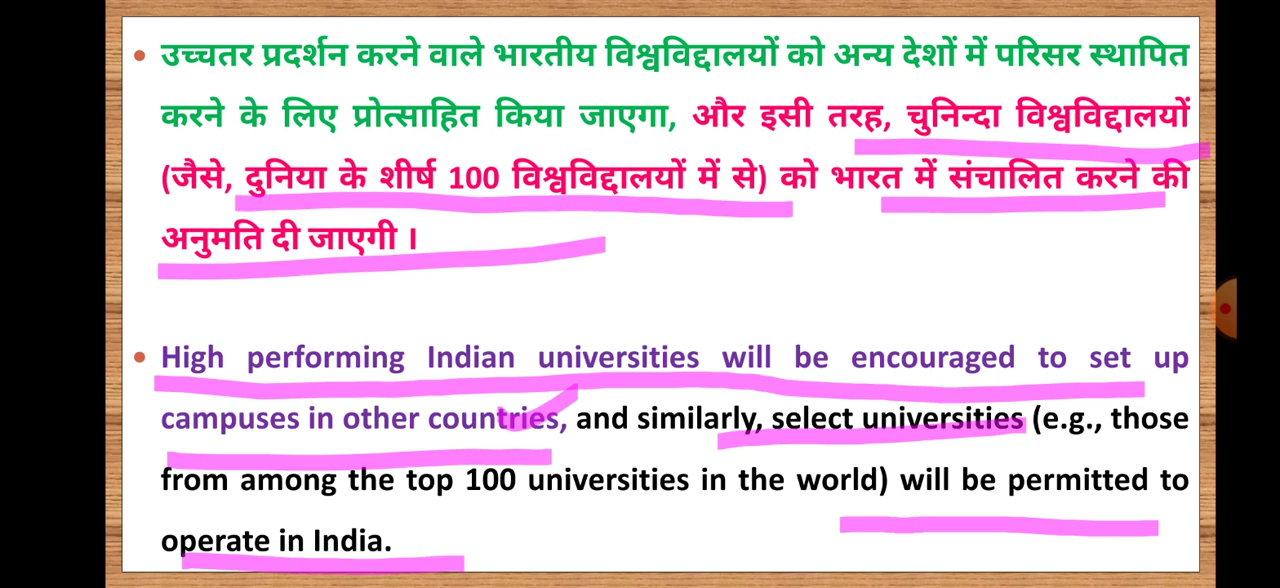 • उच्चतर प्रदर्शन करने वाले भारतीय विश्वविद्दालयों को अन्य देशों में परिसर स्थापित
करने के लिए प्रोत्साहित किया जाएगा, और इसी तरह, चुनिन्दा विश्वविद्दालयों
(जैसे, दुनिया के शीर्ष 100 विश्वविद्दालयों में से) को भारत में संचालित करने की
अनुमति दी जाएगी ।
• High performing Indian universities will be encouraged to set up
campuses in other countries, and similarly, select universities (e.g., those
from among the top 100 universities in the world) will be permitted to
operate in India.